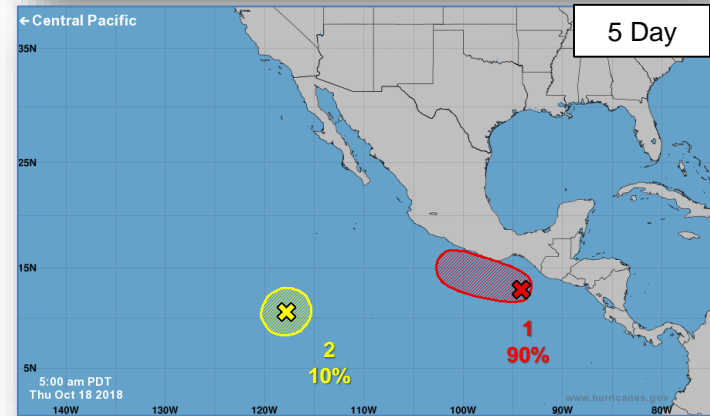 ← Central Pacific
5 Day
35N
25N
15N
5N
1
90%
2
10%
5:00 am PDT
Thu Oct 18 2018
www.hurricanes.gov
140W 130W 120W 110W 100W 90W 80W